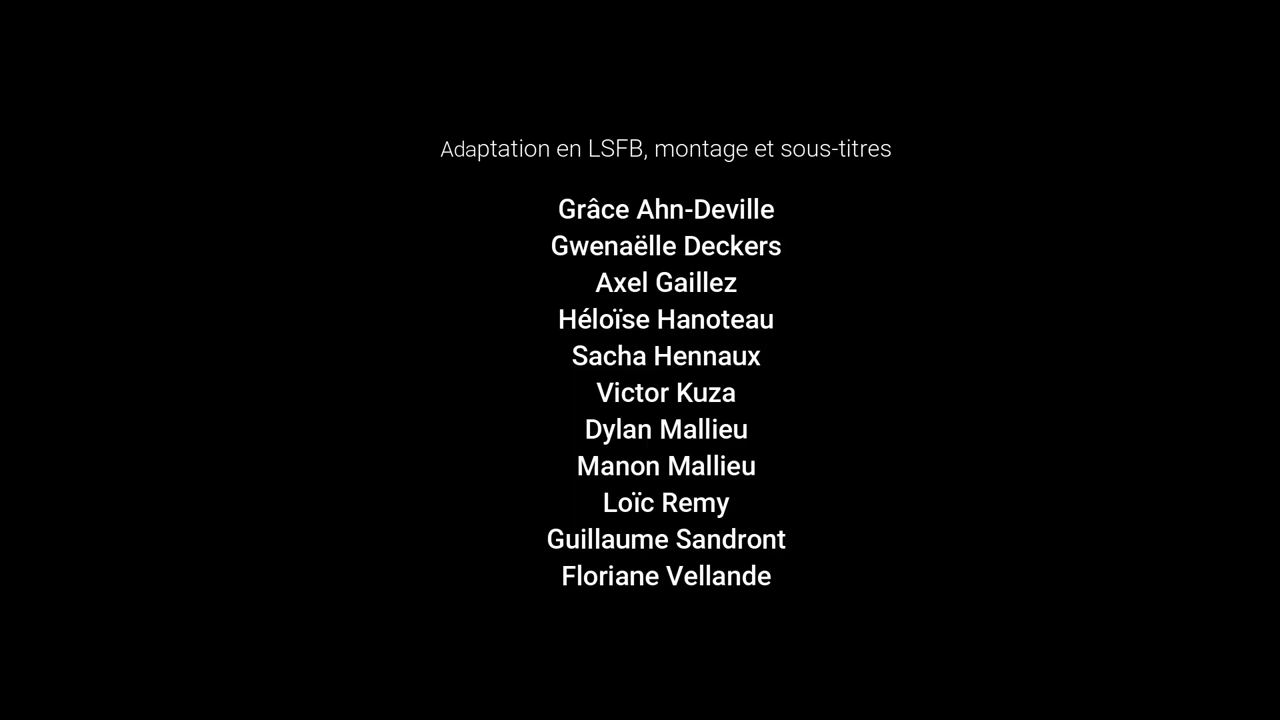 Adaptation en LSFB, montage et sous-titres
Grâce Ahn-Deville
Gwenaëlle Deckers
Axel Gaillez
Héloïse Hanoteau
Sacha Hennaux
Victor Kuza
Dylan Mallieu
Manon Mallieu
Loïc Remy
Guillaume Sandront
Floriane Vellande